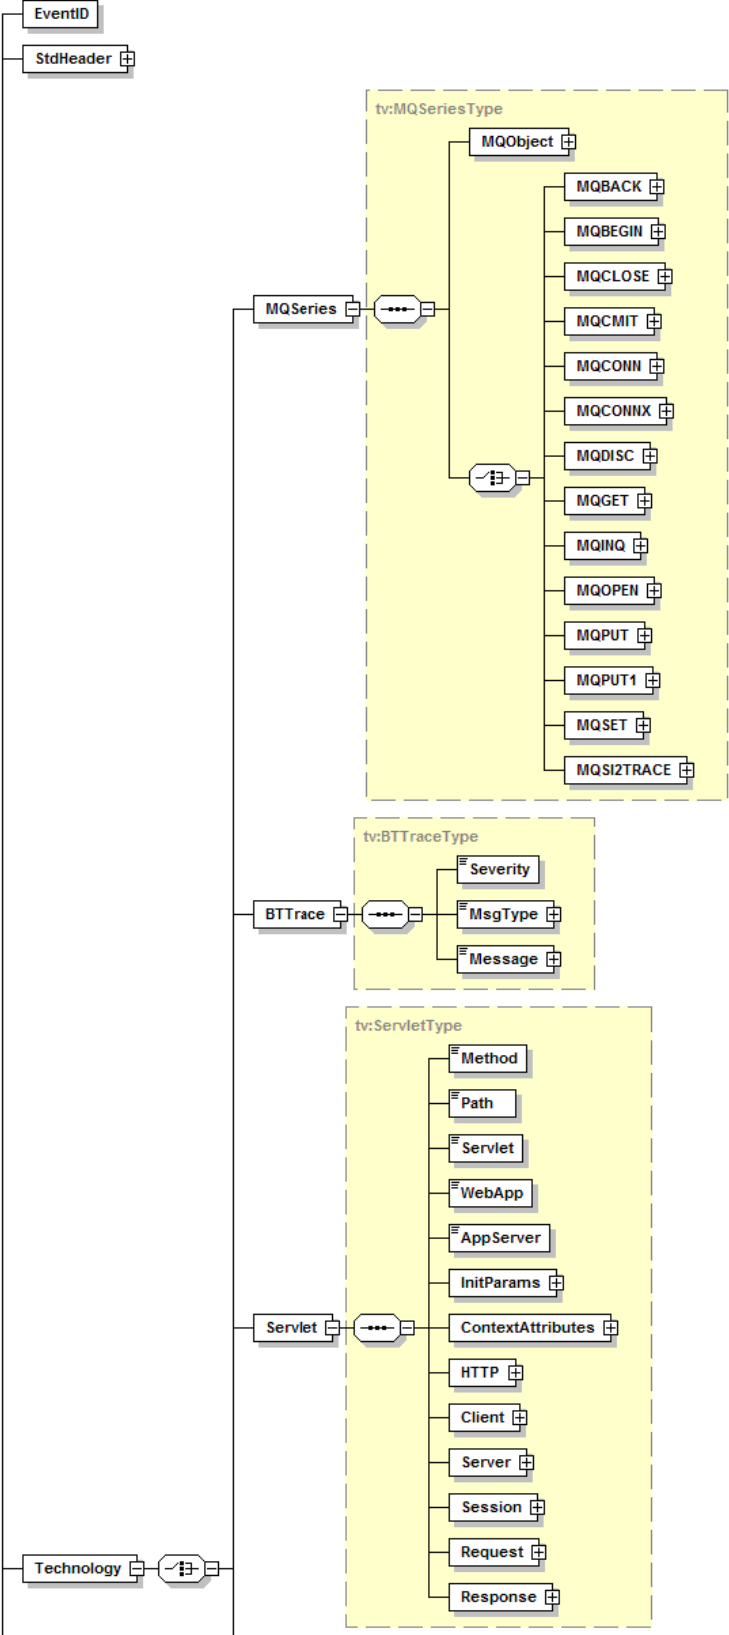 EventID
StdHeader
tv:MQSeriesType
MQObject
MQBACK
MQBEGIN
MQCLOSE
MQSeries
MQCMIT
MQCONN
MQCONNX
MQDISC
MQGET
MQINQ
MQOPEN
MQPUT
MQPUT1
MQSET
MQSI2TRACE
tv:BTTraceType
Severity
BTTrace
MsgType
Message
tv:ServletType
Method
Path
Servlet
WebApp
AppServer
InitParams
Servlet
ContextAttributes
HTTP
Client
Server
Session
Request
Technology
Response